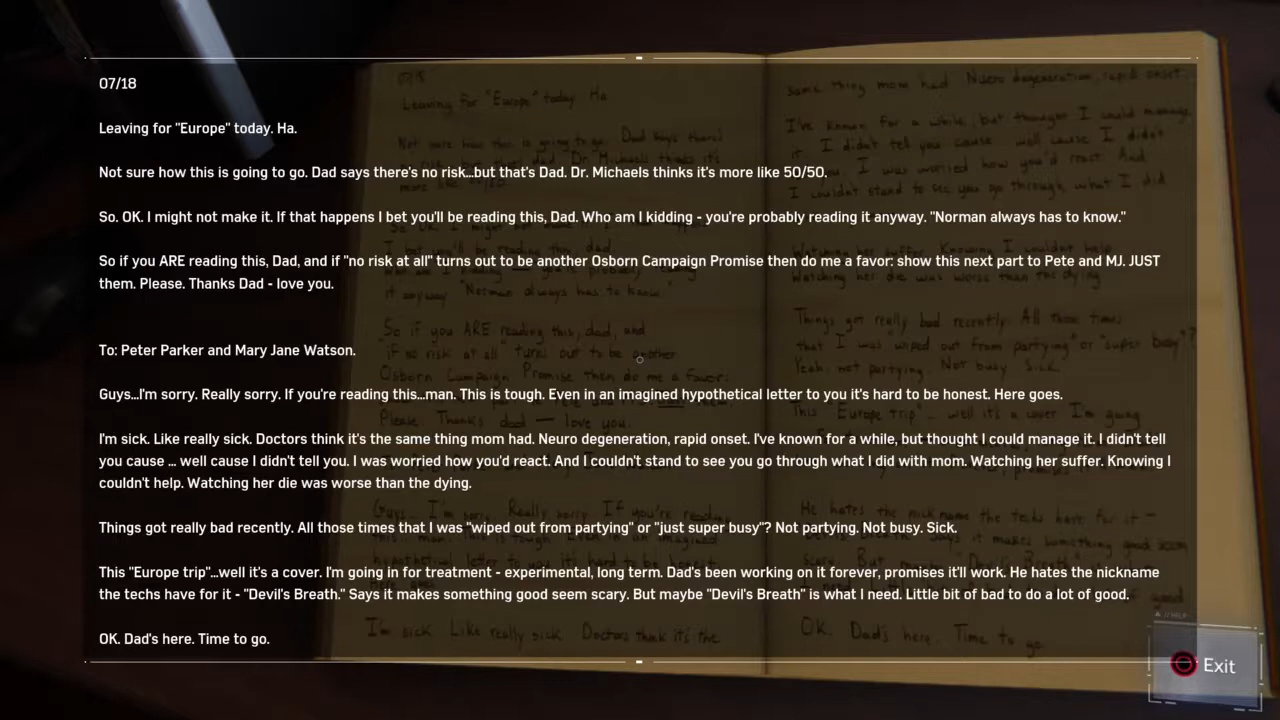 07/18
Leaving for "Europe" today. Ha.
Not sure how this is going to go. Dad says there's no risk...but that's Dad. Dr. Michaels thinks it's more like 50/50.
So. OK. I might not make it. If that happens I bet you'll be reading this, Dad. Who am I kidding - you're probably reading it anyway. "Norman always has to know."
So if you ARE reading this, Dad, and if "no risk at all" turns out to be another Osborn Campaign Promise then do me a favor: show this next part to Pete and MJ. JUST
them. Please. Thanks Dad - love you.
To: Peter Parker and Mary Jane Watson.
Guys...I'm sorry. Really sorry. If you're reading this...man. This is tough. Even in an imagined hypothetical letter to you it's hard to be honest. Here goes.
I'm sick. Like really sick. Doctors think it's the same thing mom had. Neuro degeneration, rapid onset. I've known for a while, but thought I could manage it. I didn't tell
you cause ... well cause I didn't tell you. I was worried how you'd react. And I couldn't stand to see you go through what I did with mom. Watching her suffer. Knowing I
couldn't help. Watching her die was worse than the dying.
Things got really bad recently. All those times that I was "wiped out from partying" or "just super busy"? Not partying. Not busy. Sick.
This "Europe trip"...well it's a cover. I'm going in for treatment - experimental, long term. Dad's been working on it forever, promises it'll work. He hates the nickname
the techs have for it - "Devil's Breath." Says it makes something good seem scary. But maybe "Devil's Breath" is what I need. Little bit of bad to do a lot of good.
OK. Dad's here. Time to go.
Exit